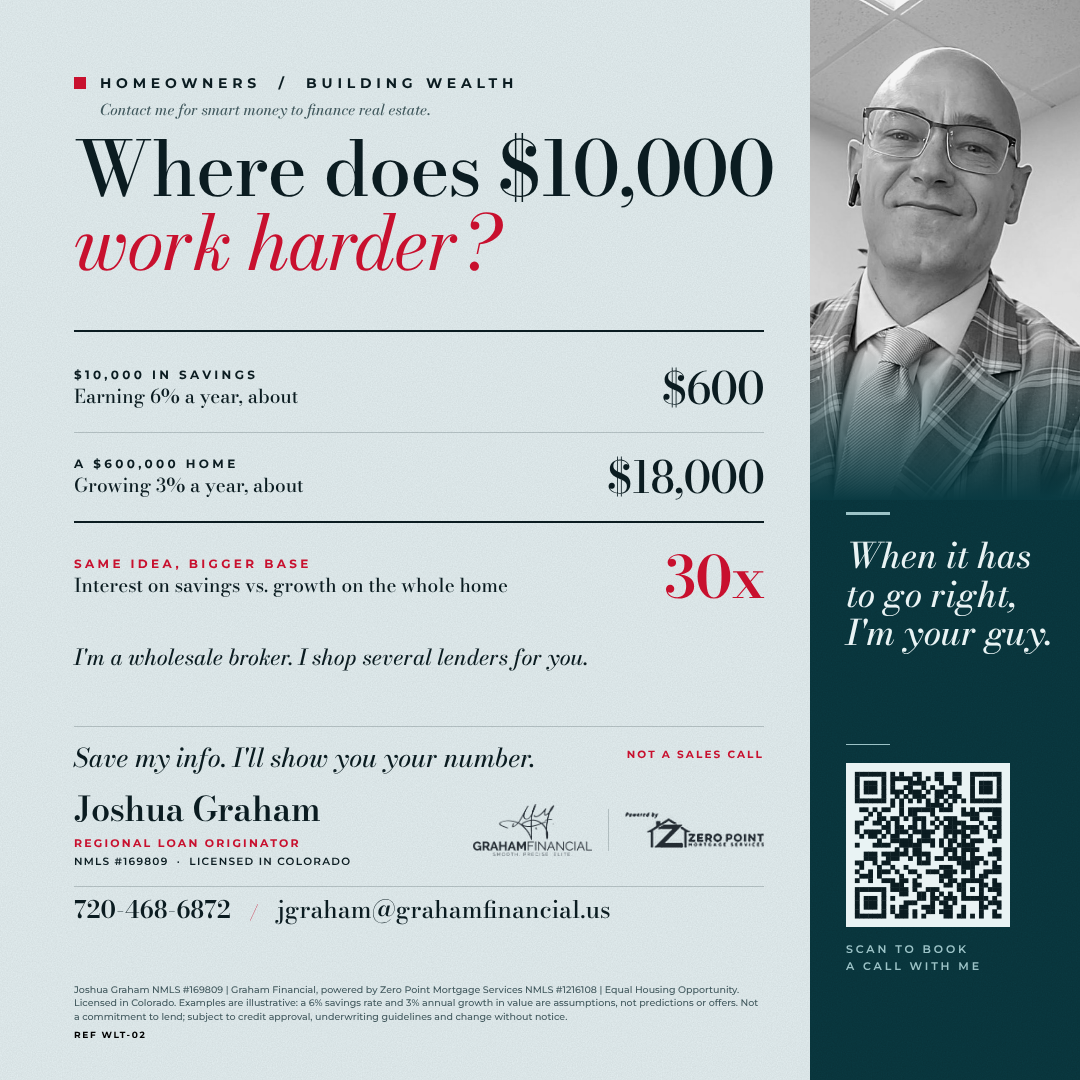 HOMEOWNERS / BUILDING WEALTH
Contact me for smart money to finance real estate.
Where does $10,000
work harder?
$10,000 IN SAVINGS
Earning 6% a year, about
$600
A $600,000 HOME
Growing 3% a year, about
$18,000
SAME IDEA, BIGGER BASE
Interest on savings vs. growth on the whole home
30x
I'm a wholesale broker. I shop several lenders for you.
Save my info. I'll show you your number.
NOT A SALES CALL
Joshua Graham
REGIONAL LOAN ORIGINATOR
NMLS #169809 · LICENSED IN COLORADO
GRAHAMFINANCIAL
SMOOTH. PRECISE. ELITE.
Powered by
ZERO POINT
MORTGAGE SERVICES
720-468-6872 / jgraham@grahamfinancial.us
Joshua Graham NMLS #169809 | Graham Financial, powered by Zero Point Mortgage Services NMLS #1216108 | Equal Housing Opportunity.
Licensed in Colorado. Examples are illustrative: a 6% savings rate and 3% annual growth in value are assumptions, not predictions or offers. Not
a commitment to lend; subject to credit approval, underwriting guidelines and change without notice.
REF WLT-02
When it has
to go right,
I'm your guy.
SCAN TO BOOK
A CALL WITH ME